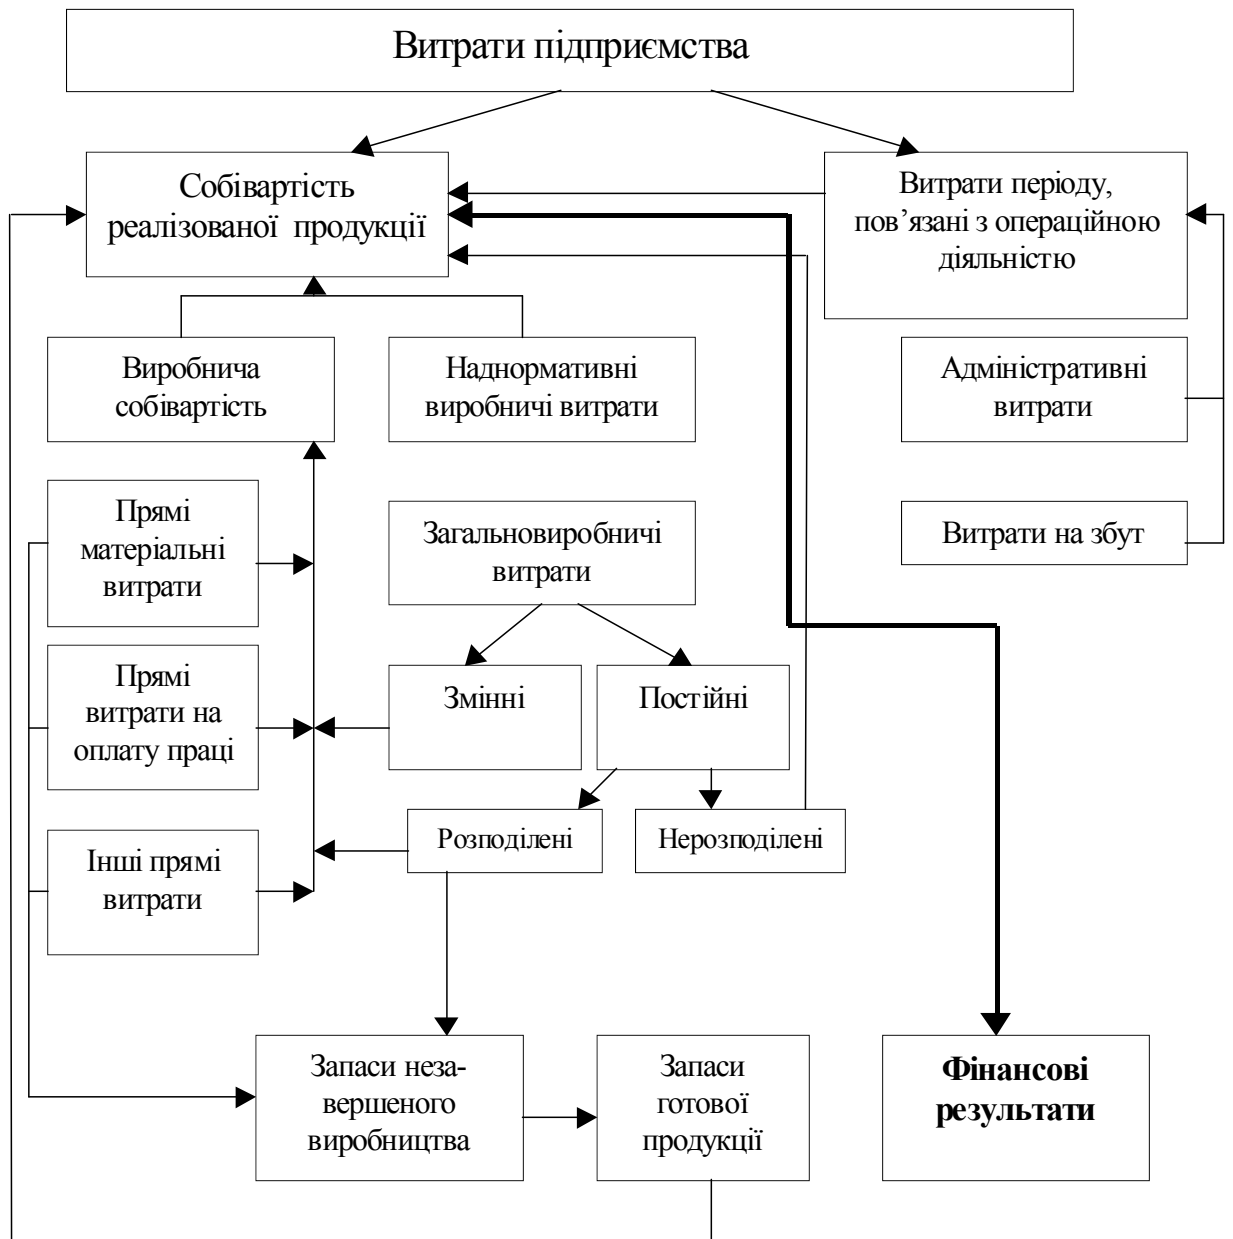 Витрати підприємства
Собівартість
реалізованої продукції
Витрати періоду,
пов’язані з операційною
діяльністю
Виробнича
собівартість
Наднормативні
виробничі витрати
Адміністративні
витрати
Прямі
матеріальні
витрати
Загальновиробничі
витрати
Витрати на збут
Прямі
витрати на
оплату праці
Змінні
Постійні
Розподілені
Нерозподілені
Інші прямі
витрати
Запаси неза-
вершеного
виробництва
Запаси
готової
продукції
Фінансові
результати